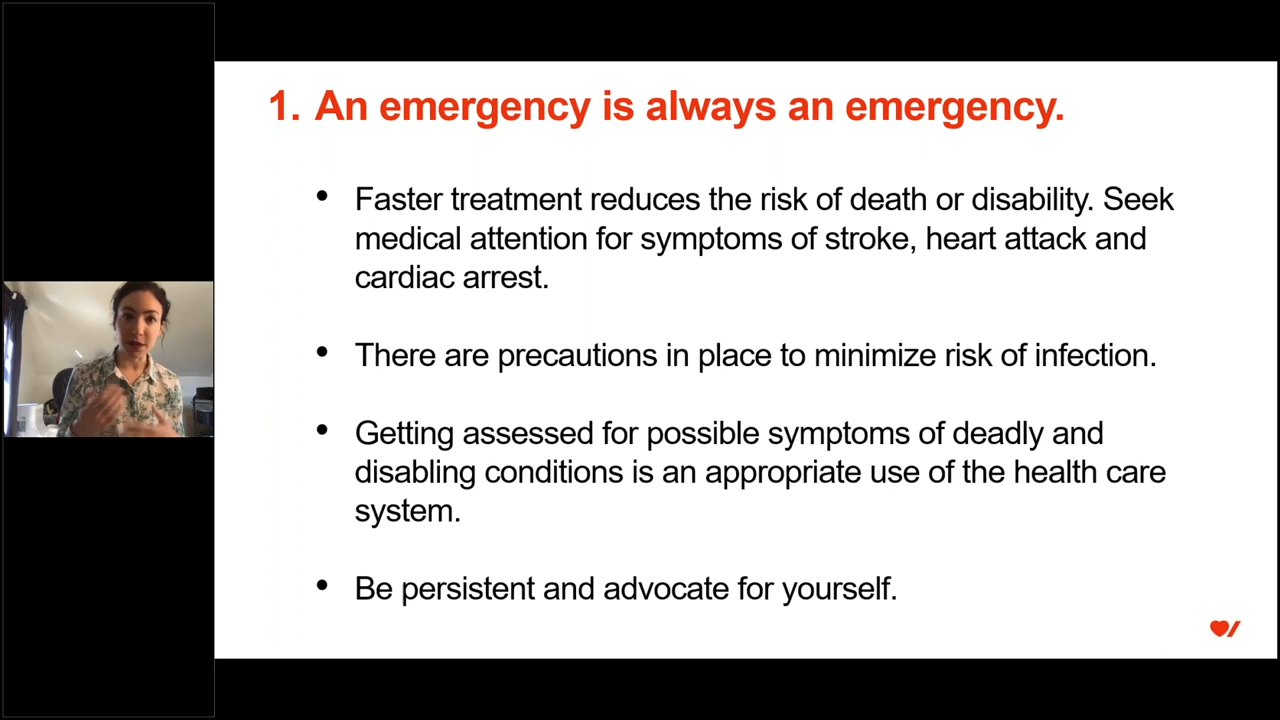 1. An emergency is always an emergency.
• Faster treatment reduces the risk of death or disability. Seek
medical attention for symptoms of stroke, heart attack and
cardiac arrest.
• There are precautions in place to minimize risk of infection.
• Getting assessed for possible symptoms of deadly and
disabling conditions is an appropriate use of the health care
system.
• Be persistent and advocate for yourself.